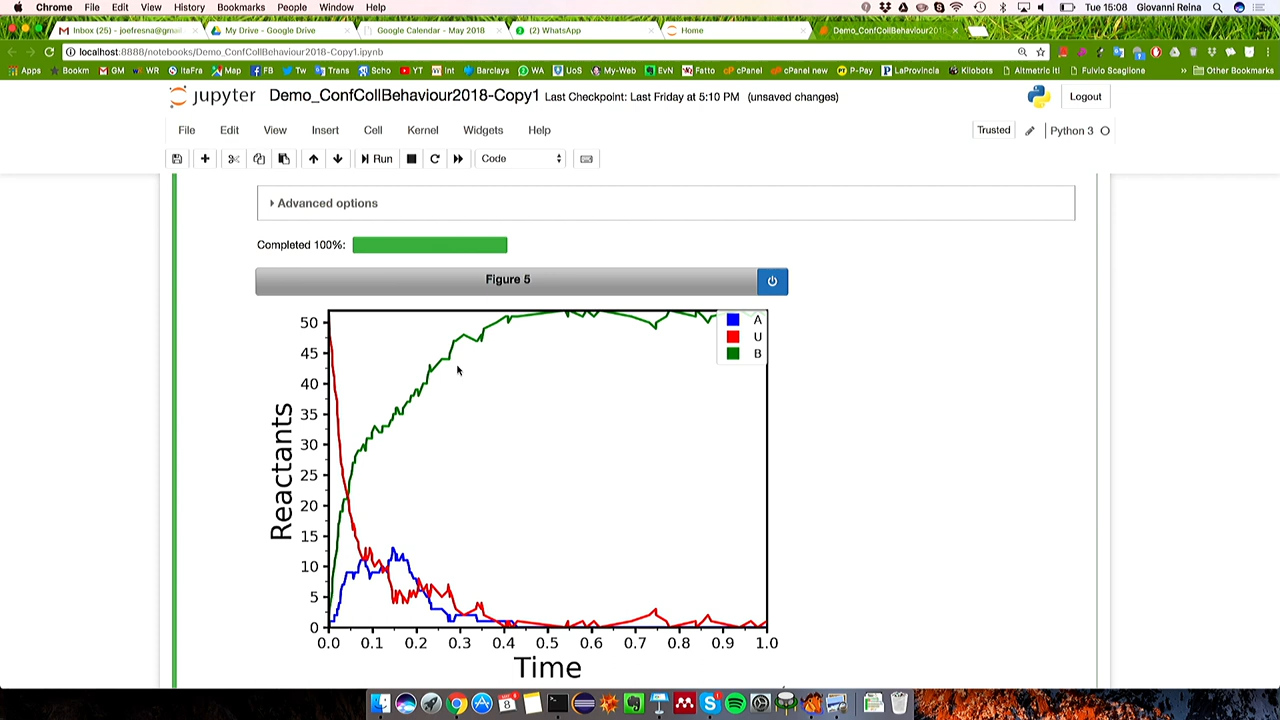 Chrome File Edit View History Bookmarks People Window Help Tue 15:08 Giovanni Reina
Inbox (25) - joefresna@gmail My Drive - Google Drive Google Calendar - May 2018 (2) WhatsApp Home Demo_ConfCollBehaviour2018
localhost:8888/notebooks/Demo_ConfCollBehaviour2018-Copy1.ipynb
Apps Bookm GM WR ItaFra Map FB Tw Trans Scho YT Int Barclays WA UoS My-Web EvN Fatto cPanel cPanel new P-Pay LaProvincia Kilobots Altmetric it! Fulvio Scaglione » Other Bookmarks
jupyter Demo_ConfCollBehaviour2018-Copy1 Last Checkpoint: Last Friday at 5:10 PM (unsaved changes) Logout
File Edit View Insert Cell Kernel Widgets Help Trusted Python 3
Run Code
Advanced options
Completed 100%:
Figure 5
A
U
B
50
45
40
35
30
25
20
15
10
5
0
Reactants
0.0 0.1 0.2 0.3 0.4 0.5 0.6 0.7 0.8 0.9 1.0
Time
8